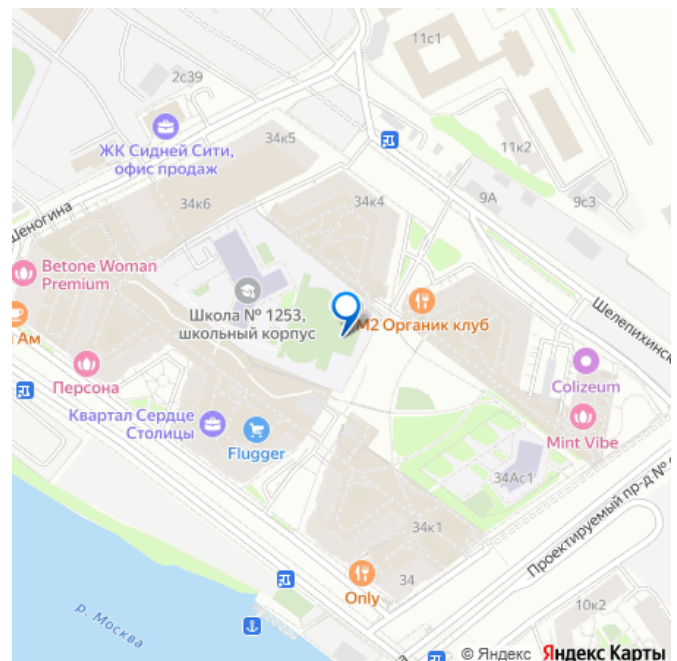 11с1
2с39
34к5
ЖК Сидней Сити,
офис продаж
11к2
34к6
34к4
9А
9с3
Шеногина
Betone Woman
Premium
Школа № 1253,
школьный корпус
М2 Органик клуб
Шелепихинск
Ам
Персона
Colizeum
Квартал Сердце
Столицы
Flugger
Mint Vibe
34Ас1
34к1
Проектируемый пр-д №
34
Only
10к2
р. Москва
© Яндекс Яндекс Карты